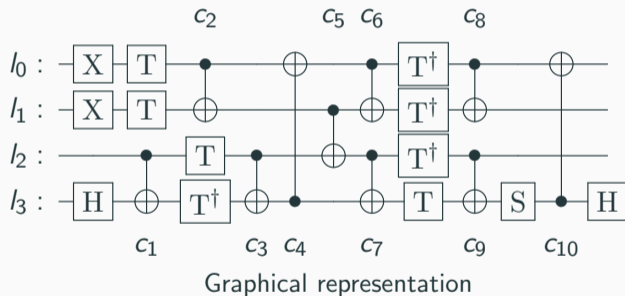 c₂ c₅ c₆ c₈
l₀ : X T T†
l₁ : X T T†
l₂ : T T†
l₃ : H T† T S H
c₁ c₃ c₄ c₇ c₉ c₁₀
Graphical representation